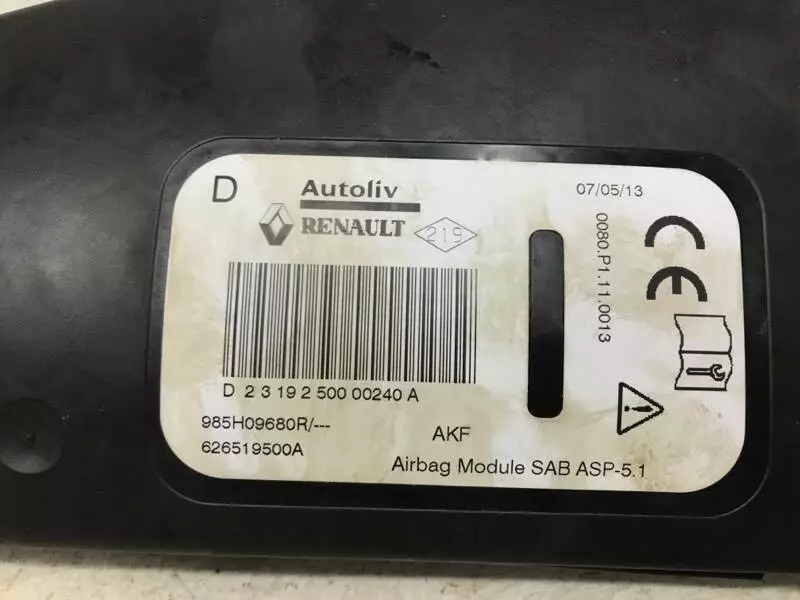 D
Autoliv
RENAULT
219
07/05/13
0080.P1.11.0013
CE
D 2 3 19 2 500 00240 A
985H09680R/---
626519500A
AKF
Airbag Module SAB ASP-5.1